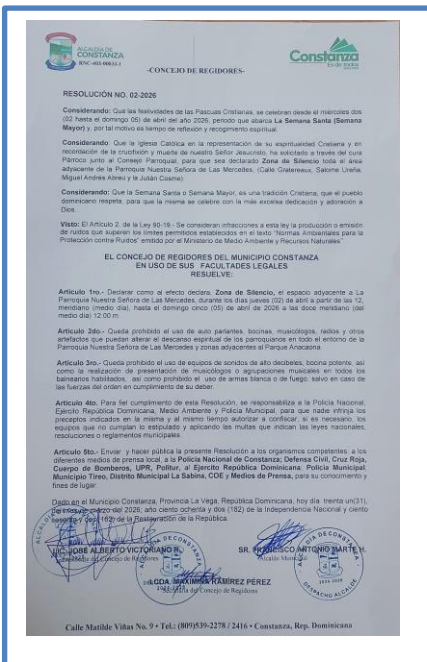 ALCALDÍA DE
CONSTANZA
Constanza
Es de todos
-CONCEJO DE REGIDORES-
RESOLUCIÓN NO. 02-2026
Considerando: Que las festividades de las Pascuas Cristianas, se celebran desde el miércoles dos
(02 hasta el domingo 05) de abril del año 2026, periodo que abarca La Semana Santa (Semana
Mayor) y, por tal motivo es tiempo de reflexión y recogimiento espiritual.
Considerando: Que la Iglesia Católica en la representación de su espiritualidad Cristiana y en
recordación de la crucifixión y muerte de nuestro Señor Jesucristo, ha solicitado a través del cura
Párroco junto al Consejo Parroquial, para que sea declarado Zona de Silencio toda el área
adyacente de la Parroquia Nuestra Señora de Las Mercedes, (Calle Gratereaux, Salome Ureña,
Miguel Andrés Abreu y la Julián Cosme).
Considerando: Que la Semana Santa o Semana Mayor, es una tradición Cristiana, que el pueblo
dominicano respeta, para que la misma se celebre con la más excelsa dedicación y adoración a
Dios.
Visto: El Artículo 2, de la Ley 90-19.- Se consideran infracciones a esta ley la producción o emisión
de ruidos que superen los límites permitidos establecidos en el texto “Normas Ambientales para la
Protección contra Ruidos” emitido por el Ministerio de Medio Ambiente y Recursos Naturales”
EL CONCEJO DE REGIDORES DEL MUNICIPIO CONSTANZA
EN USO DE SUS FACULTADES LEGALES
RESUELVE:
Artículo 1ro.- Declarar como al efecto declara, Zona de Silencio, el espacio adyacente a La
Parroquia Nuestra Señora de Las Mercedes, durante los días jueves (02) de abril a partir de las 12,
meridiano (medio día), hasta el domingo cinco (05) de abril de 2026 a las doce meridiano (del
medio día) 12:00 m.
Artículo 2do.- Queda prohibido el uso de auto parlantes, bocinas, musicólogos, radios y otros
artefactos que puedan alterar el descanso espiritual de los parroquianos en todo el entorno de la
Parroquia Nuestra Señora de Las Mercedes y zonas adyacentes al Parque Anacaona.
Artículo 3ro.- Queda prohibido el uso de equipos de sonidos de alto decibeles, bocina potente, así
como la realización de presentación de musicólogos o agrupaciones musicales en todos los
balnearios habilitados, así como prohibido el uso de armas blanca o de fuego, salvo en caso de
las fuerzas del orden en cumplimiento de su deber.
Artículo 4to. Para fiel cumplimiento de esta Resolución, se responsabiliza a la Policía Nacional,
Ejército República Dominicana, Medio Ambiente y Policía Municipal, para que nadie infrinja los
preceptos indicados en la misma y al mismo tiempo autorizar a confiscar, si es necesario, los
equipos que no cumplan lo estipulado y aplicando las multas que indican las leyes nacionales,
resoluciones o reglamentos municipales.
Artículo 5to.- Enviar y hacer pública la presente Resolución a los organismos competentes, a los
diferentes medios de prensa local, a la Policía Nacional de Constanza; Defensa Civil, Cruz Roja,
Cuerpo de Bomberos, UPR, Politur, al Ejército República Dominicana, Policía Municipal,
Municipio Tireo, Distrito Municipal La Sabina, COE y Medios de Prensa, para su conocimiento y
fines de lugar.
Dado en el Municipio Constanza, Provincia La Vega, República Dominicana, hoy día treinta un(31),
del mes de marzo del 2026; año ciento ochenta y dos (182) de la Independencia Nacional y ciento
sesenta y dos (162) de la Restauración de la República.
LIC. JOSÉ ALBERTO VICTORIANO R.
Presidente del Concejo de Regidores
SR. FRANCISCO ANTONIO MARTE H.
Alcalde Municipal
LCDA. MAXIMINA RAMÍREZ PÉREZ
Secretaria del Concejo de Regidores
2024-2028
DESPACHO ALCALDE
Calle Matilde Viñas No. 9 • Tel.: (809)539-2278 / 2416 • Constanza, Rep. Dominicana